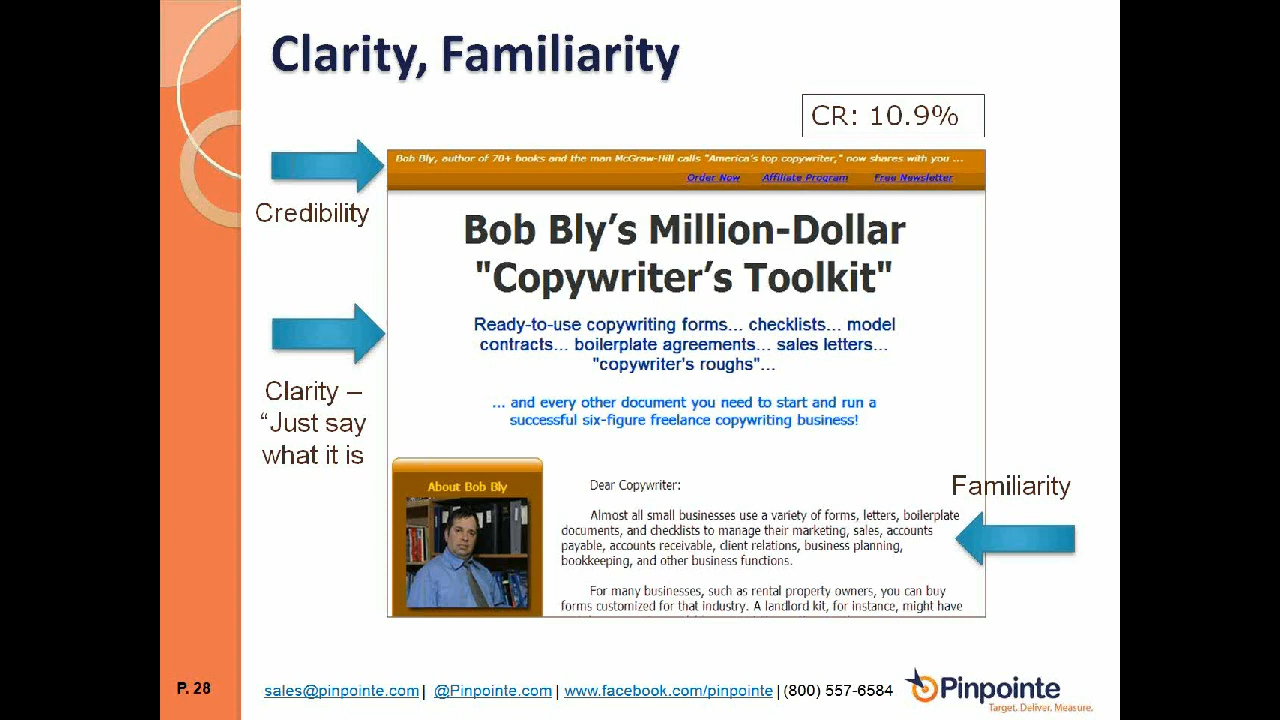 Clarity, Familiarity
CR: 10.9%
Bob Bly, author of 70+ books and the man McGraw-Hill calls "America's top copywriter," now shares with you ...
Order Now Affiliate Program Free Newsletter
Credibility
Bob Bly’s Million-Dollar
"Copywriter’s Toolkit"
Ready-to-use copywriting forms... checklists... model
contracts... boilerplate agreements... sales letters...
"copywriter's roughs"...
Clarity –
“Just say
what it is
... and every other document you need to start and run a
successful six-figure freelance copywriting business!
About Bob Bly
Familiarity
Dear Copywriter:
Almost all small businesses use a variety of forms, letters, boilerplate
documents, and checklists to manage their marketing, sales, accounts
payable, accounts receivable, client relations, business planning,
bookkeeping, and other business functions.
For many businesses, such as rental property owners, you can buy
forms customized for that industry. A landlord kit, for instance, might have
P. 28
sales@pinpointe.com | @Pinpointe.com | www.facebook.com/pinpointe | (800) 557-6584
Pinpointe
Target. Deliver. Measure.